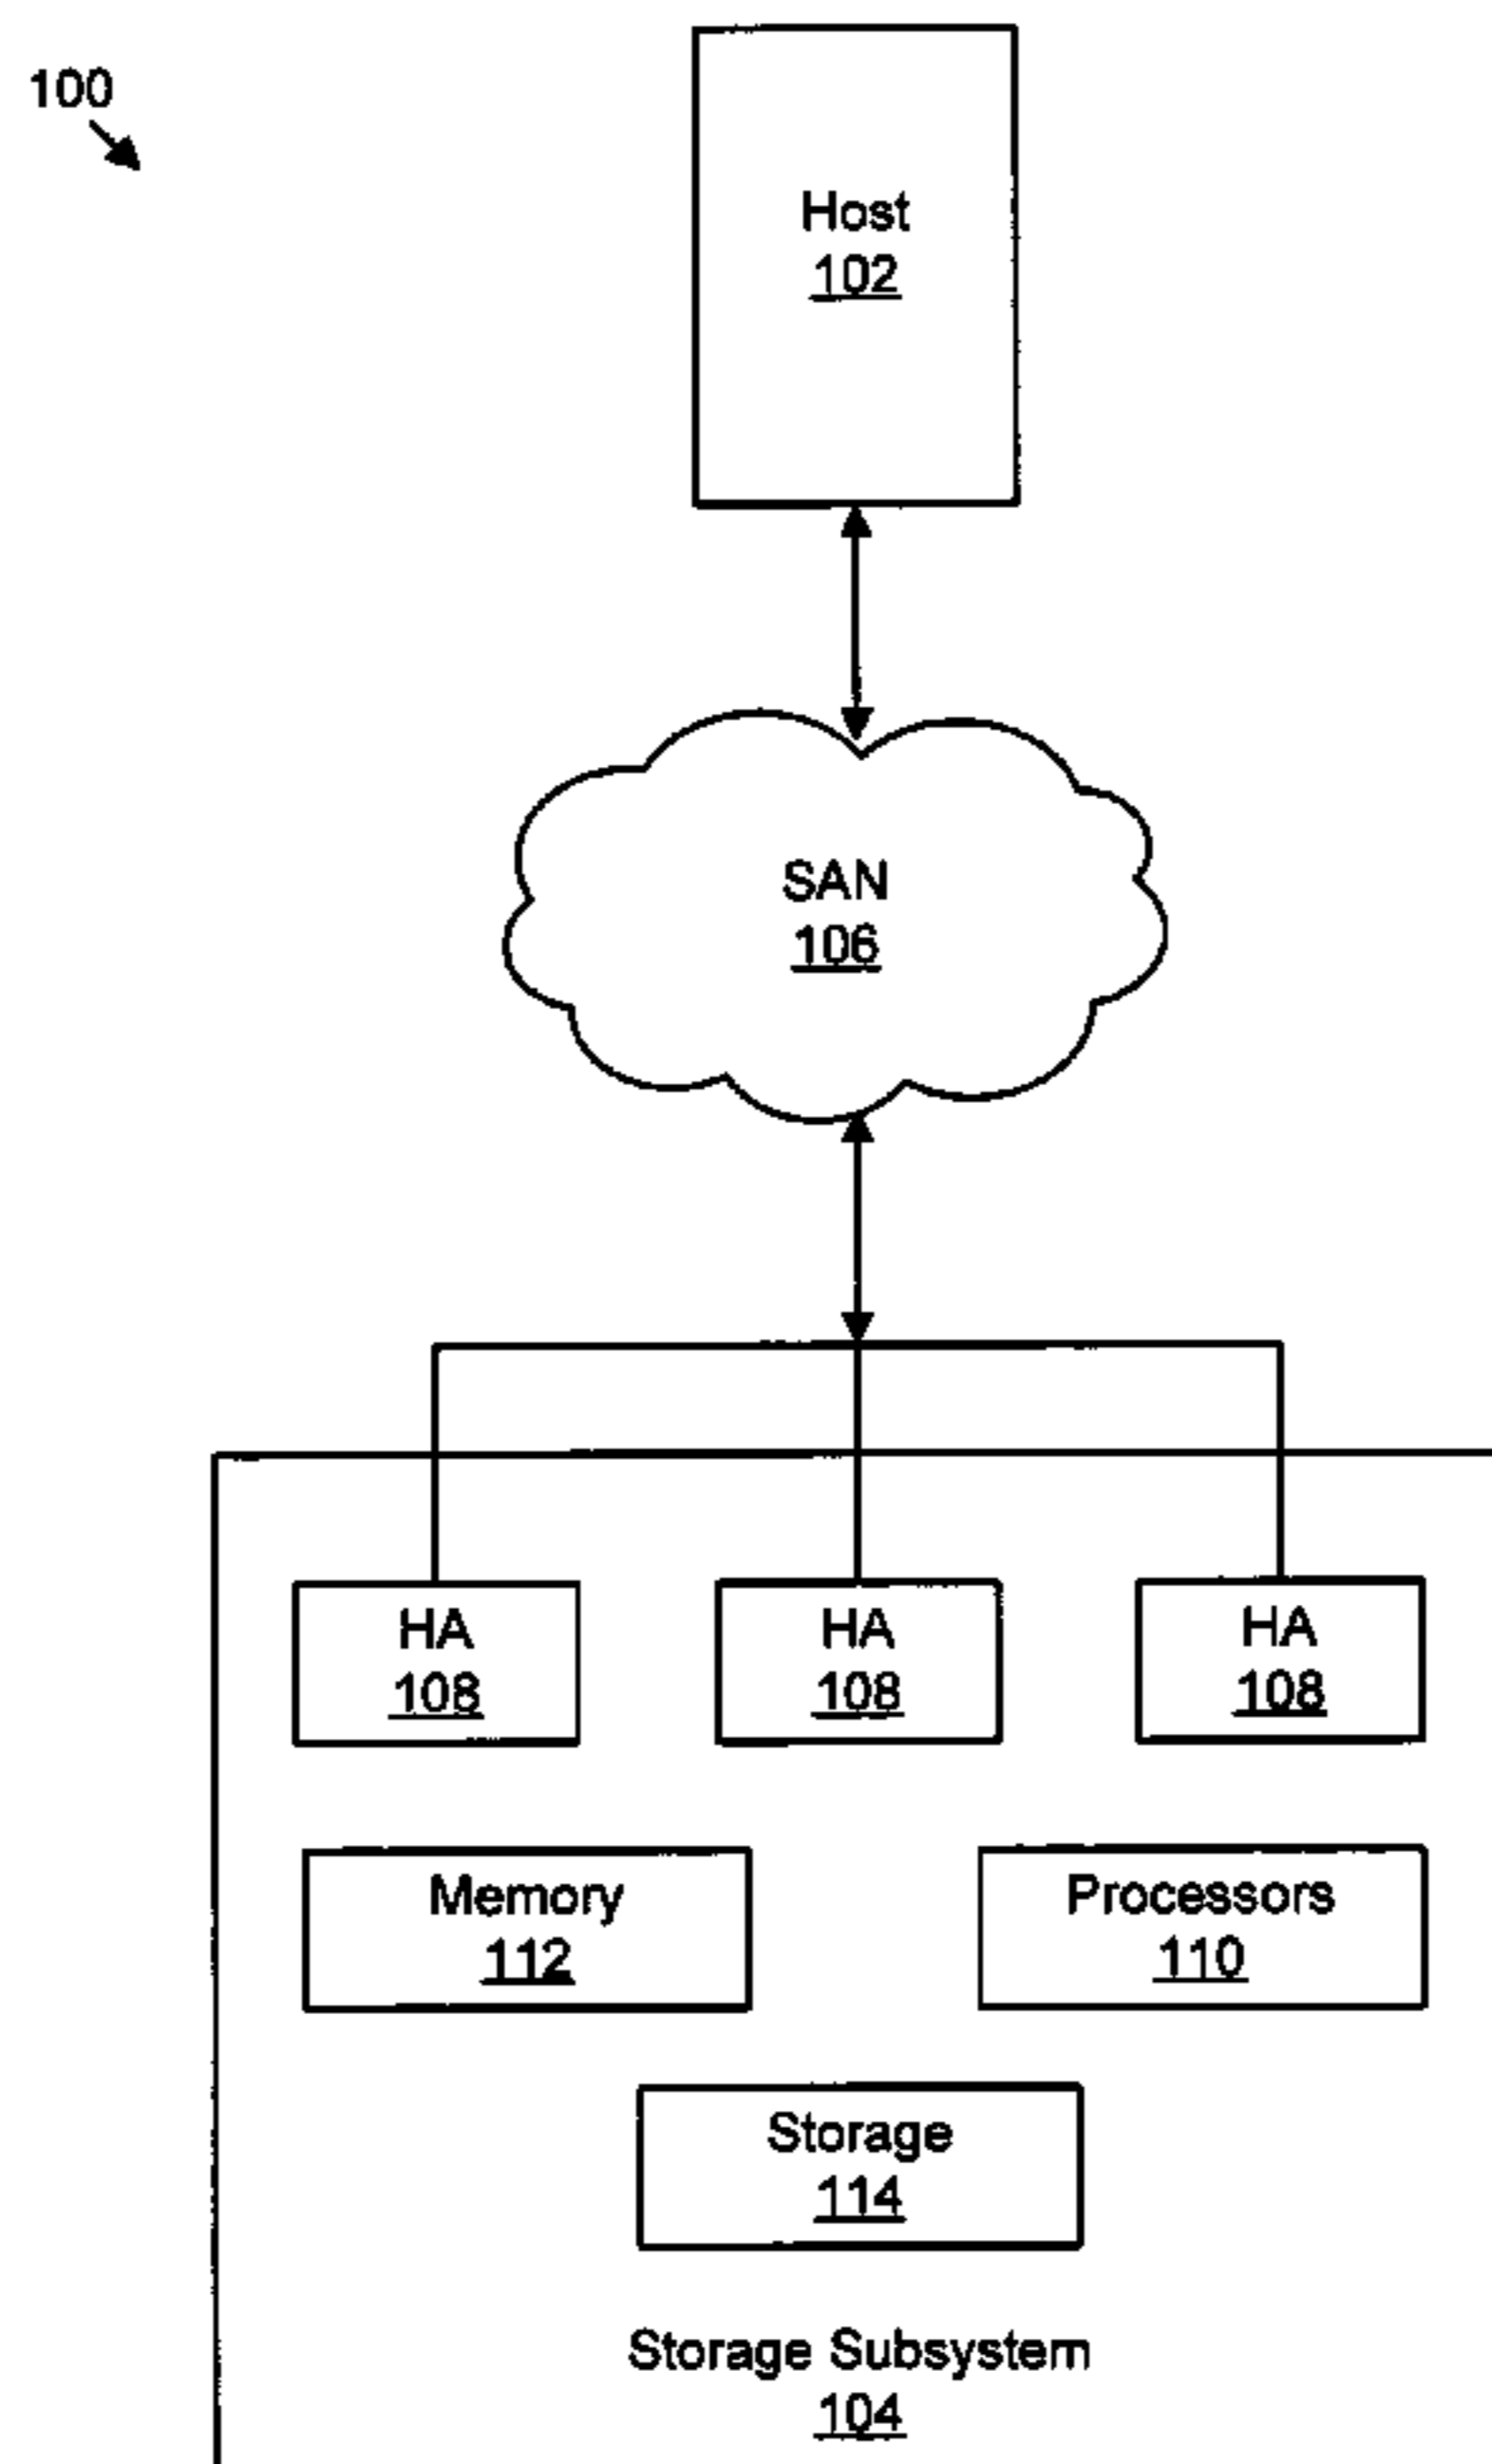 100
Host
102
SAN
106
HA
108
HA
108
HA
108
Memory
112
Processors
110
Storage
114
Storage Subsystem
104